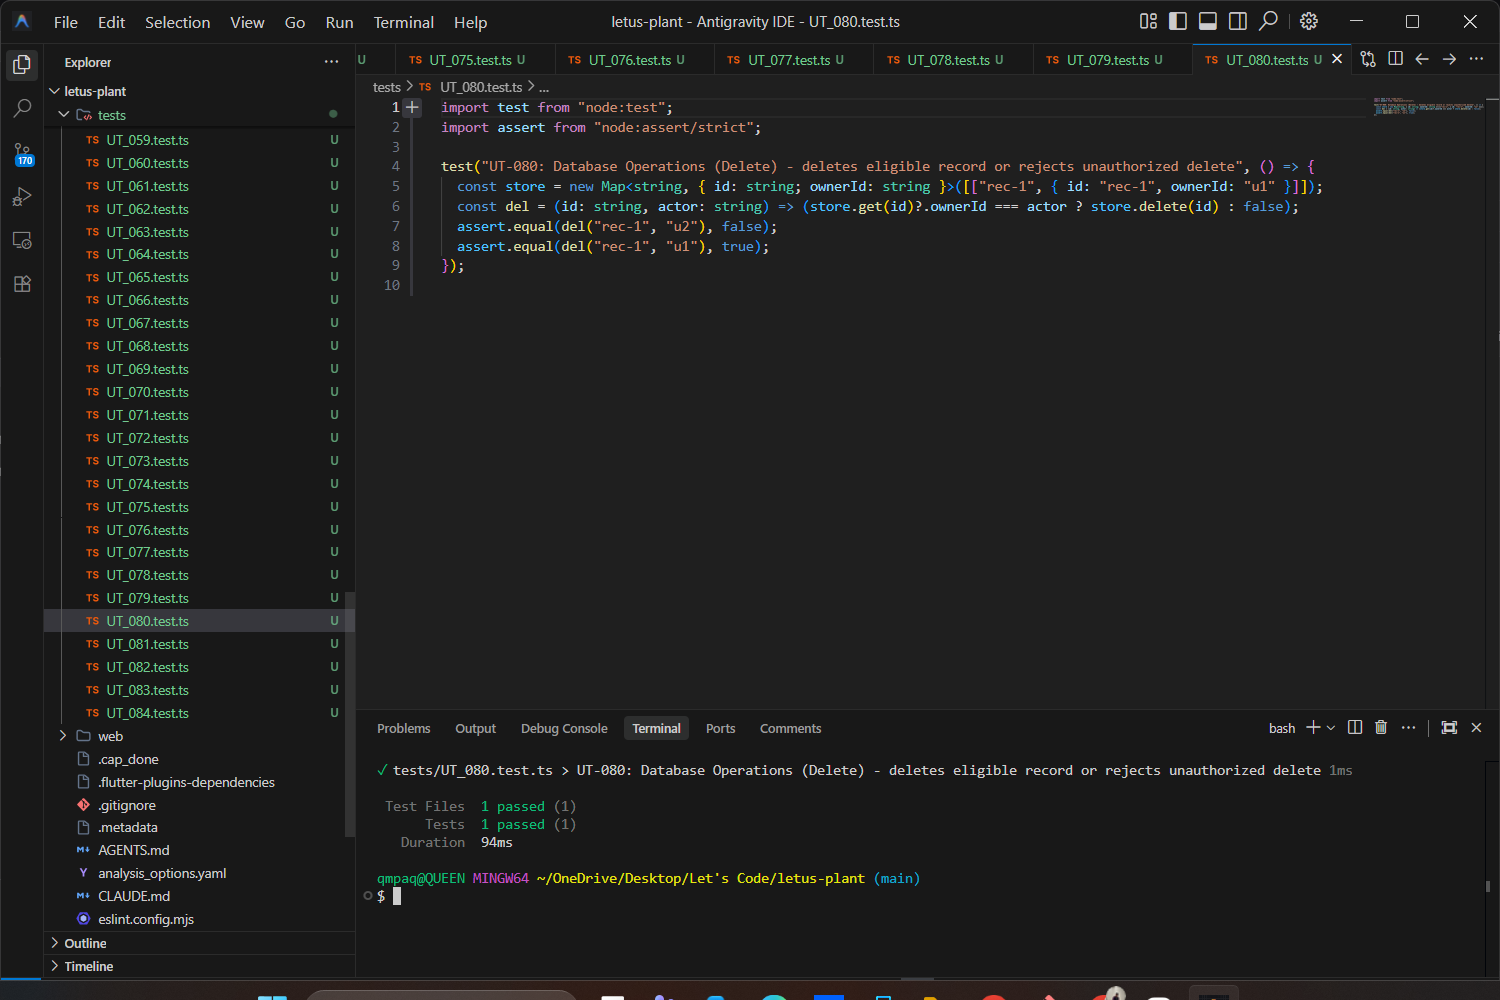 File Edit Selection View Go Run Terminal Help
letus-plant - Antigravity IDE - UT_080.test.ts
Explorer
letus-plant
tests
UT_059.test.ts U
UT_060.test.ts U
UT_061.test.ts U
UT_062.test.ts U
UT_063.test.ts U
UT_064.test.ts U
UT_065.test.ts U
UT_066.test.ts U
UT_067.test.ts U
UT_068.test.ts U
UT_069.test.ts U
UT_070.test.ts U
UT_071.test.ts U
UT_072.test.ts U
UT_073.test.ts U
UT_074.test.ts U
UT_075.test.ts U
UT_076.test.ts U
UT_077.test.ts U
UT_078.test.ts U
UT_079.test.ts U
UT_080.test.ts U
UT_081.test.ts U
UT_082.test.ts U
UT_083.test.ts U
UT_084.test.ts U
web
.cap_done
.flutter-plugins-dependencies
.gitignore
.metadata
AGENTS.md
analysis_options.yaml
CLAUDE.md
eslint.config.mjs
Outline
Timeline
170
U TS UT_075.test.ts U TS UT_076.test.ts U TS UT_077.test.ts U TS UT_078.test.ts U TS UT_079.test.ts U TS UT_080.test.ts U
tests > TS UT_080.test.ts > ...
1 import test from "node:test";
2 import assert from "node:assert/strict";
3
4 test("UT-080: Database Operations (Delete) - deletes eligible record or rejects unauthorized delete", () => {
5 const store = new Map<string, { id: string; ownerId: string }>([["rec-1", { id: "rec-1", ownerId: "u1" }]]);
6 const del = (id: string, actor: string) => (store.get(id)?.ownerId === actor ? store.delete(id) : false);
7 assert.equal(del("rec-1", "u2"), false);
8 assert.equal(del("rec-1", "u1"), true);
9 });
10
Problems Output Debug Console Terminal Ports Comments
bash
✓ tests/UT_080.test.ts > UT-080: Database Operations (Delete) - deletes eligible record or rejects unauthorized delete 1ms
Test Files 1 passed (1)
Tests 1 passed (1)
Duration 94ms
qmpaq@QUEEN MINGW64 ~/OneDrive/Desktop/Let's Code/letus-plant (main)
$